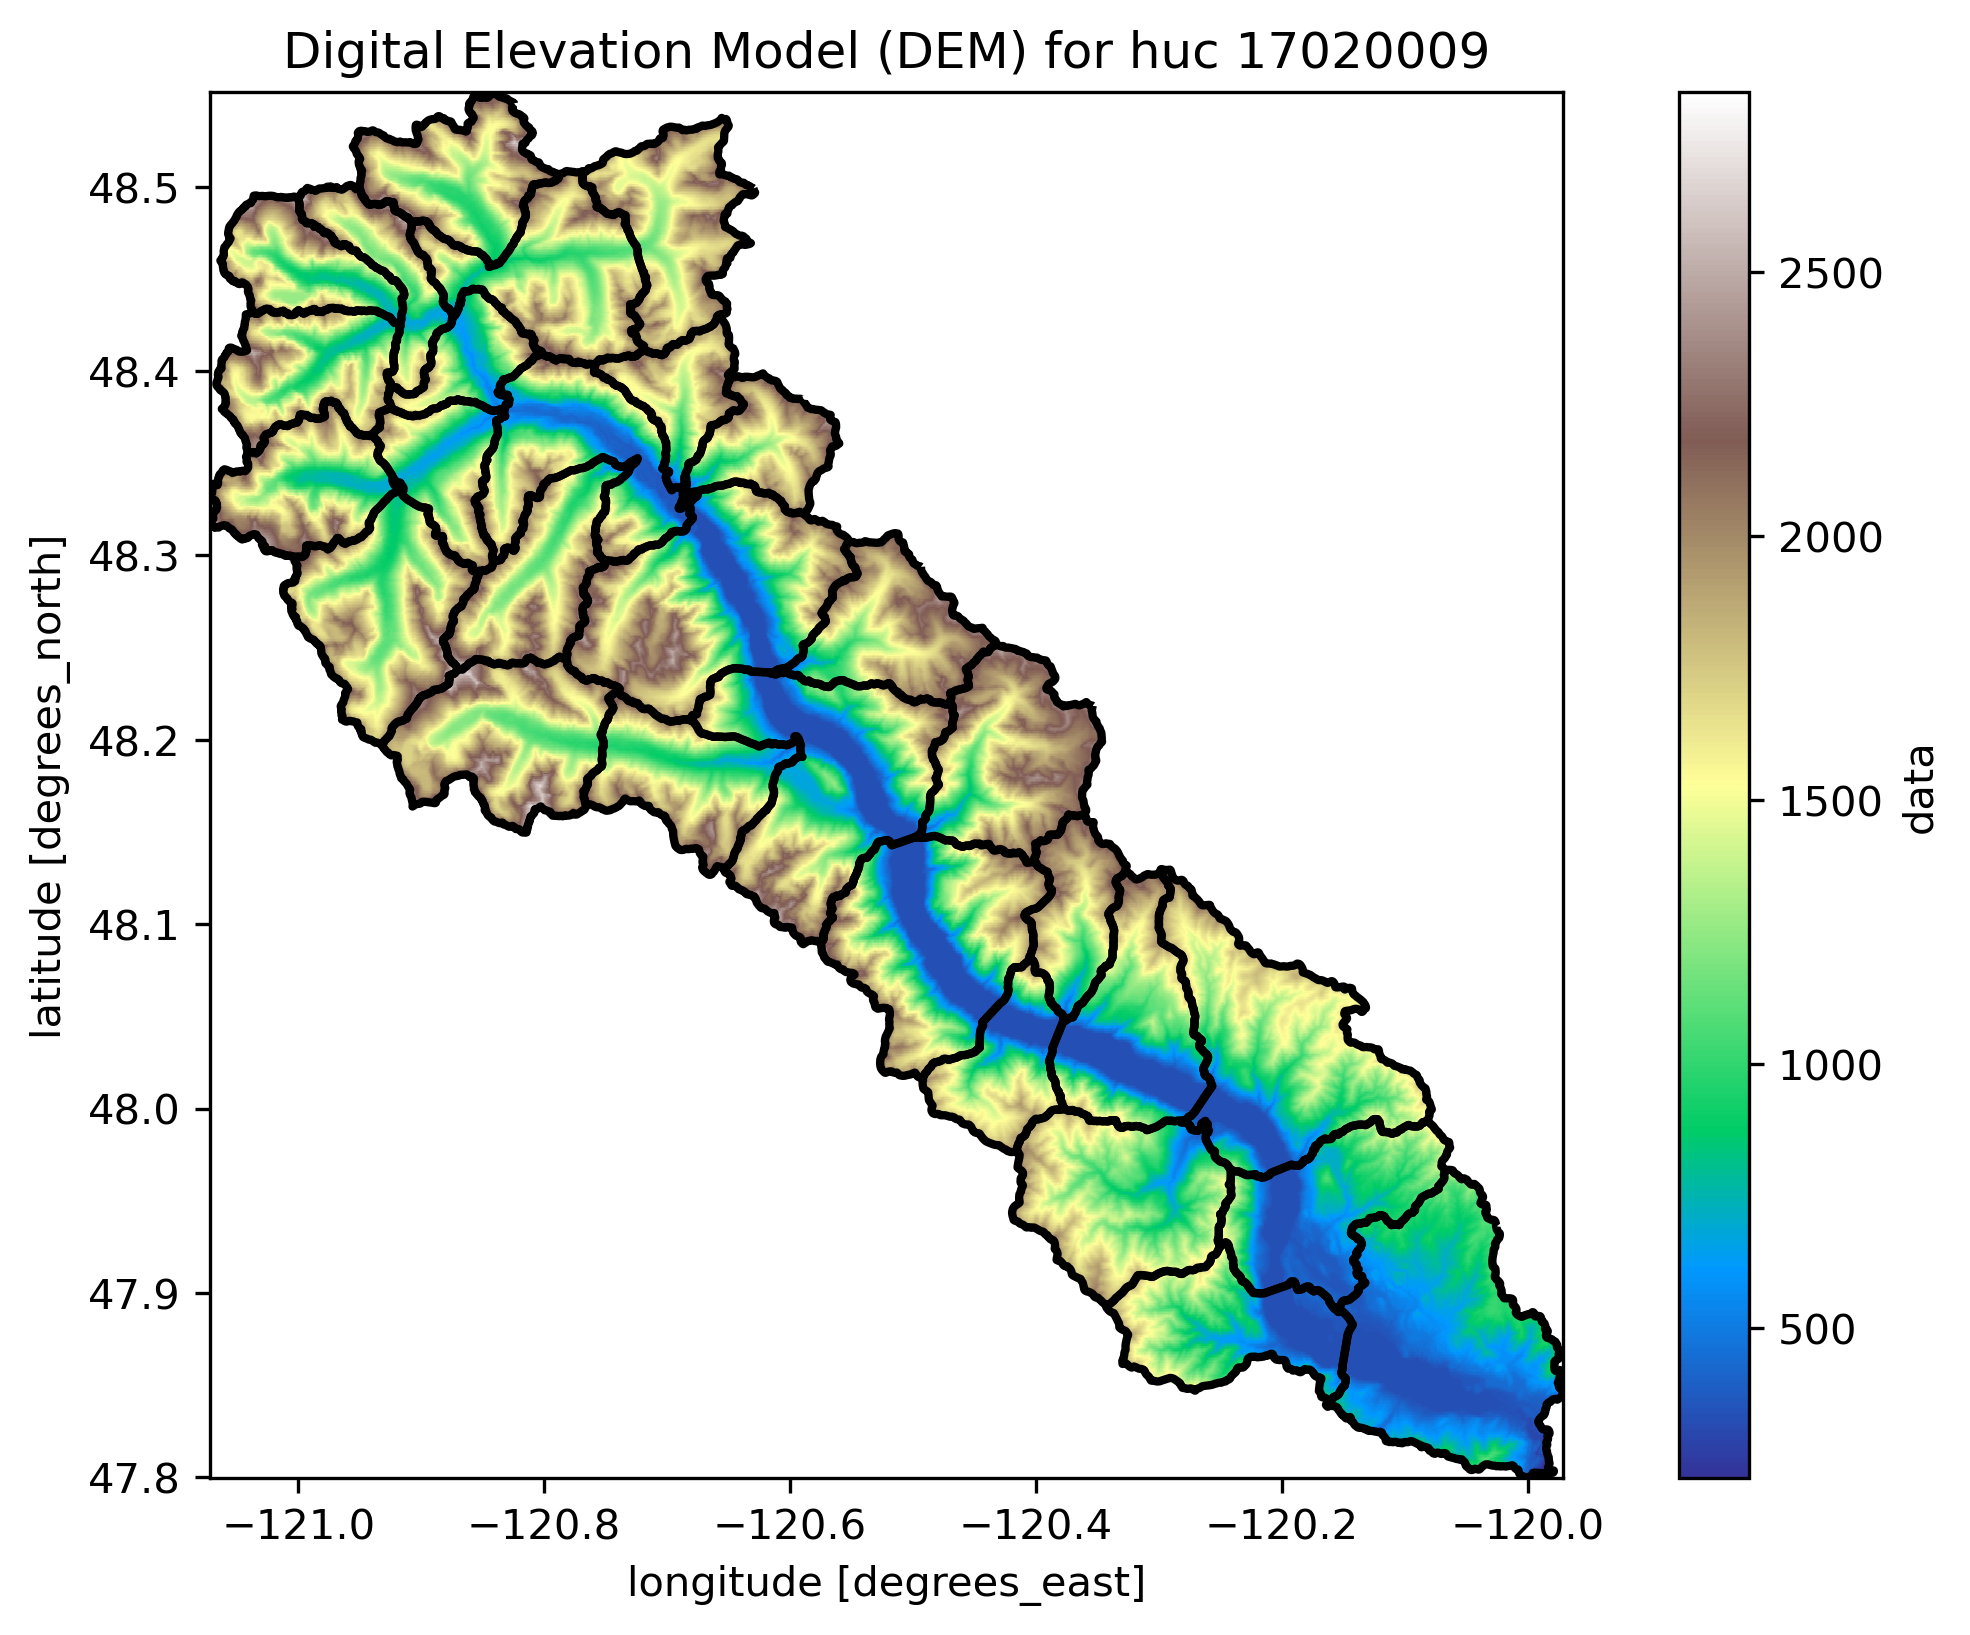 Digital Elevation Model (DEM) for huc 17020009
48.5
48.4
48.3
48.2
48.1
48.0
47.9
47.8
latitude [degrees_north]
−121.0 −120.8 −120.6 −120.4 −120.2 −120.0
longitude [degrees_east]
2500
2000
1500
1000
500
data